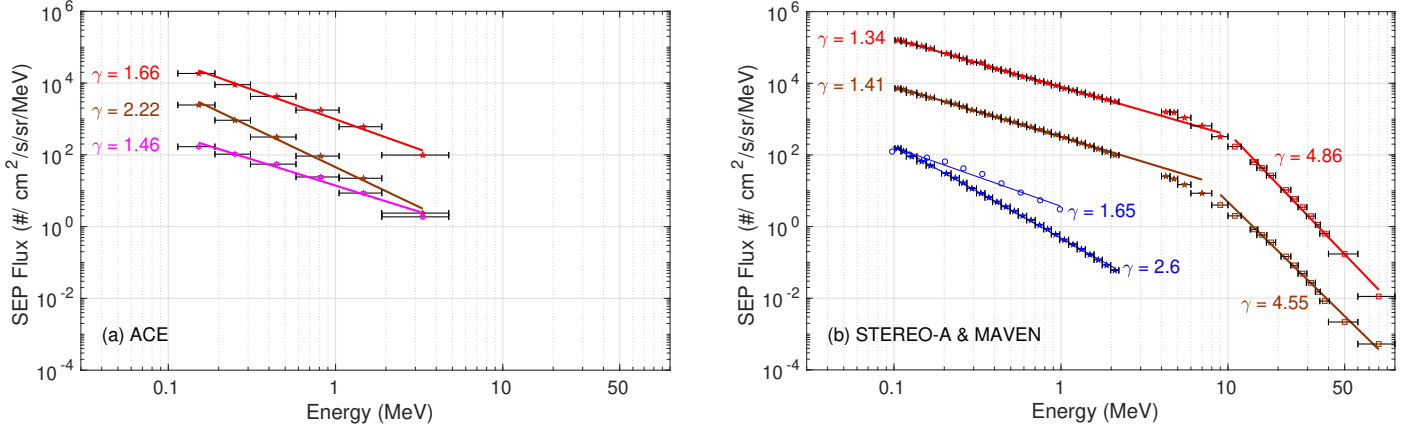 10^6
10^4
10^2
10^0
10^-2
10^-4
SEP Flux (#/ cm^2/s/sr/MeV)
γ = 1.66
γ = 2.22
γ = 1.46
(a) ACE
0.1 1 10 50
Energy (MeV)
10^6
10^4
10^2
10^0
10^-2
10^-4
SEP Flux (#/ cm^2/s/sr/MeV)
γ = 1.34
γ = 1.41
γ = 4.86
γ = 1.65
γ = 2.6
γ = 4.55
(b) STEREO-A & MAVEN
0.1 1 10 50
Energy (MeV)